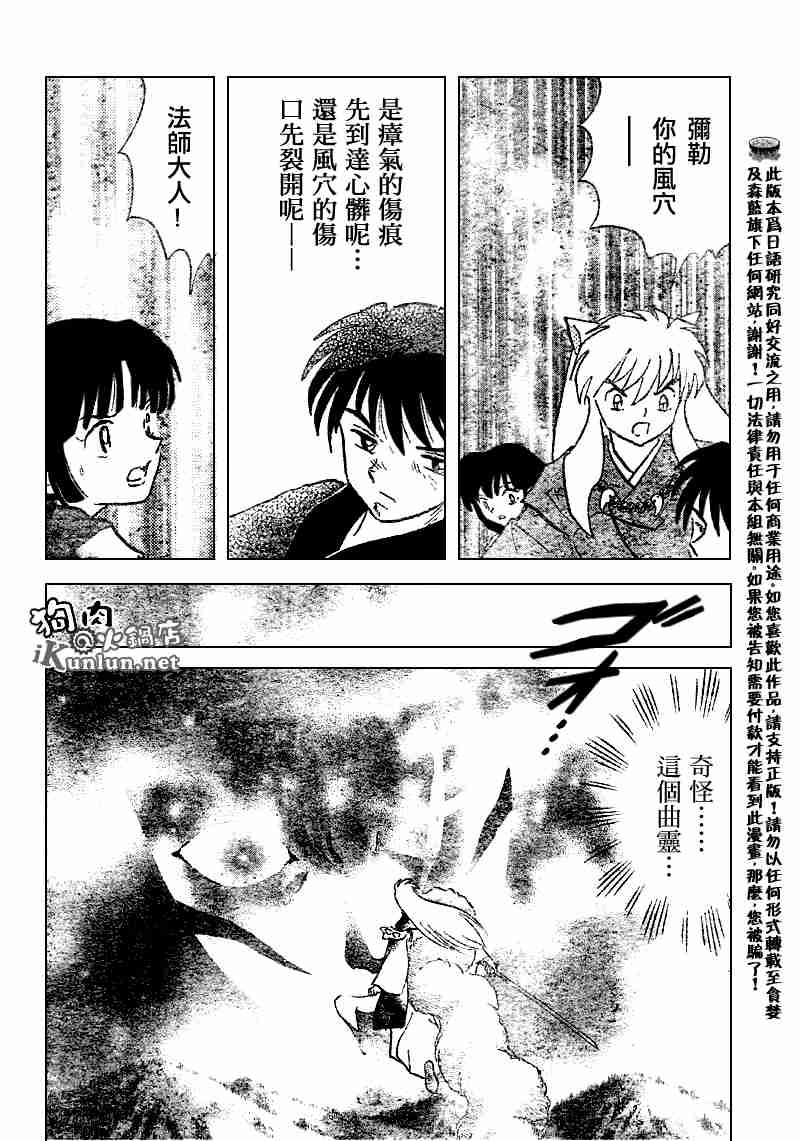 彌勒
你的風穴
——
是瘴氣的傷痕
先到達心髒呢…
還是風穴的傷
口先裂開呢——
法師大人！
ゴ
奇怪……
這個曲靈…
狗肉
@火鍋店
iKunlun.net
此版本爲日語研究同好交流之用，請勿用于任何商業用途。如您喜歡此作品，請支持正版！請勿以任何形式轉載至貪婪
及森藍旗下任何網站，謝謝！一切法律責任與本組無關。如果您被告知需要付款才能看到此漫畫，那麼，您被騙了！